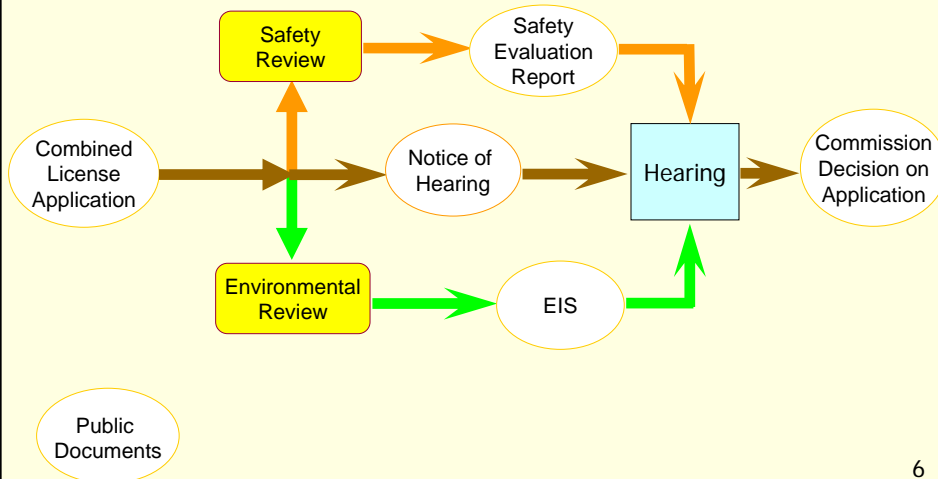 Safety
Review
Safety
Evaluation
Report
Combined
License
Application
Notice of
Hearing
Hearing
Commission
Decision on
Application
Environmental
Review
EIS
Public
Documents
6